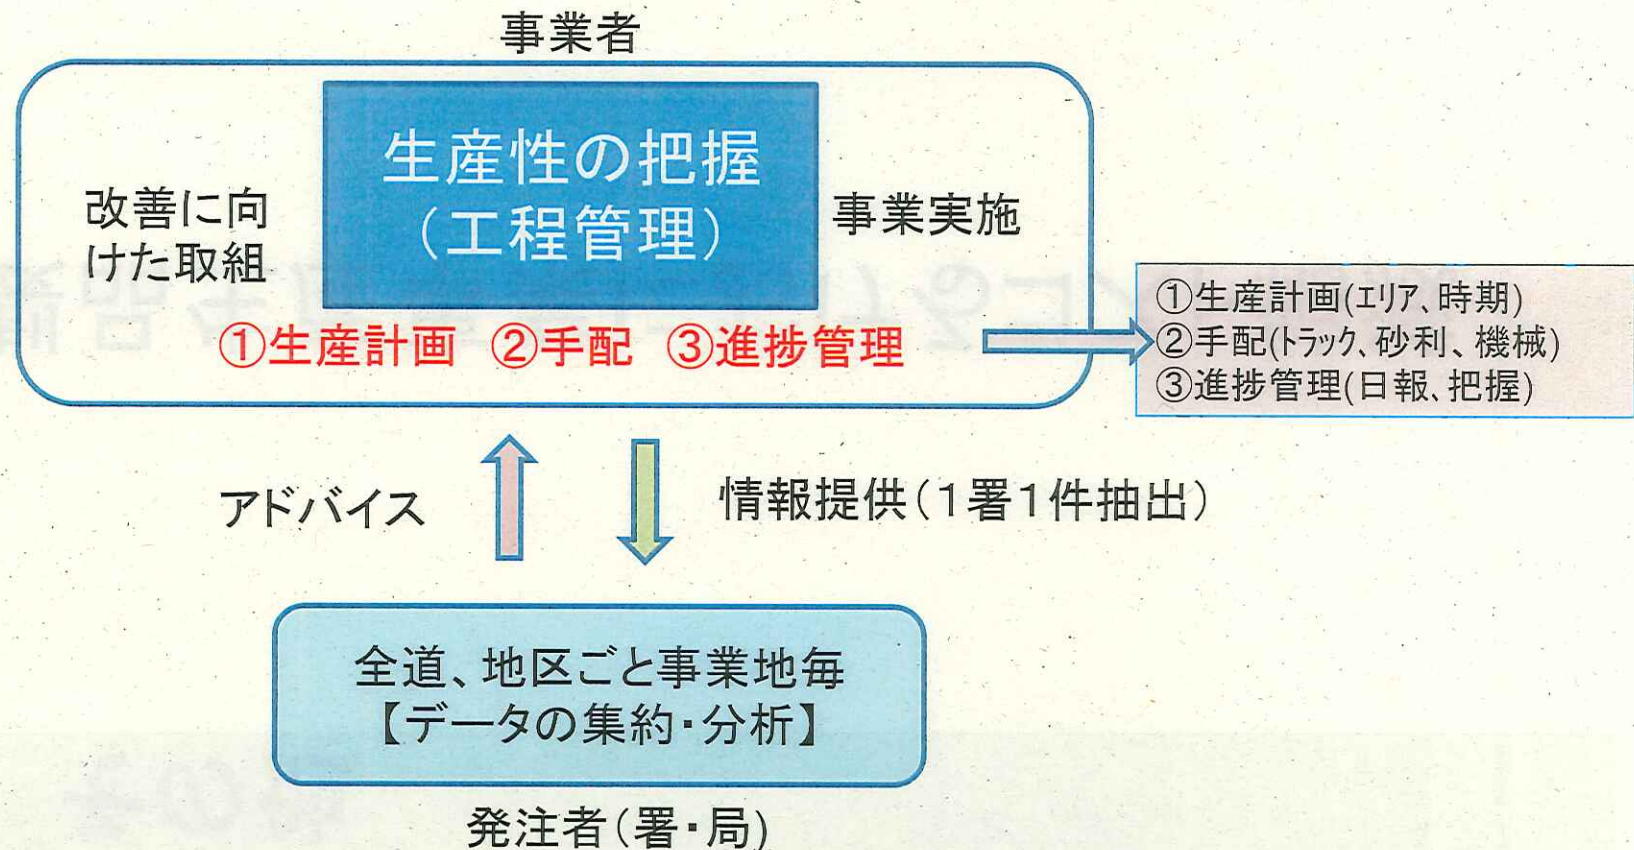 事業者
生産性の把握
(工程管理)
改善に向
けた取組
事業実施
①生産計画 ②手配 ③進捗管理
①生産計画(エリア、時期)
②手配(トラック、砂利、機械)
③進捗管理(日報、把握)
アドバイス
情報提供(1署1件抽出)
全道、地区ごと事業地毎
【データの集約・分析】
発注者(署・局)